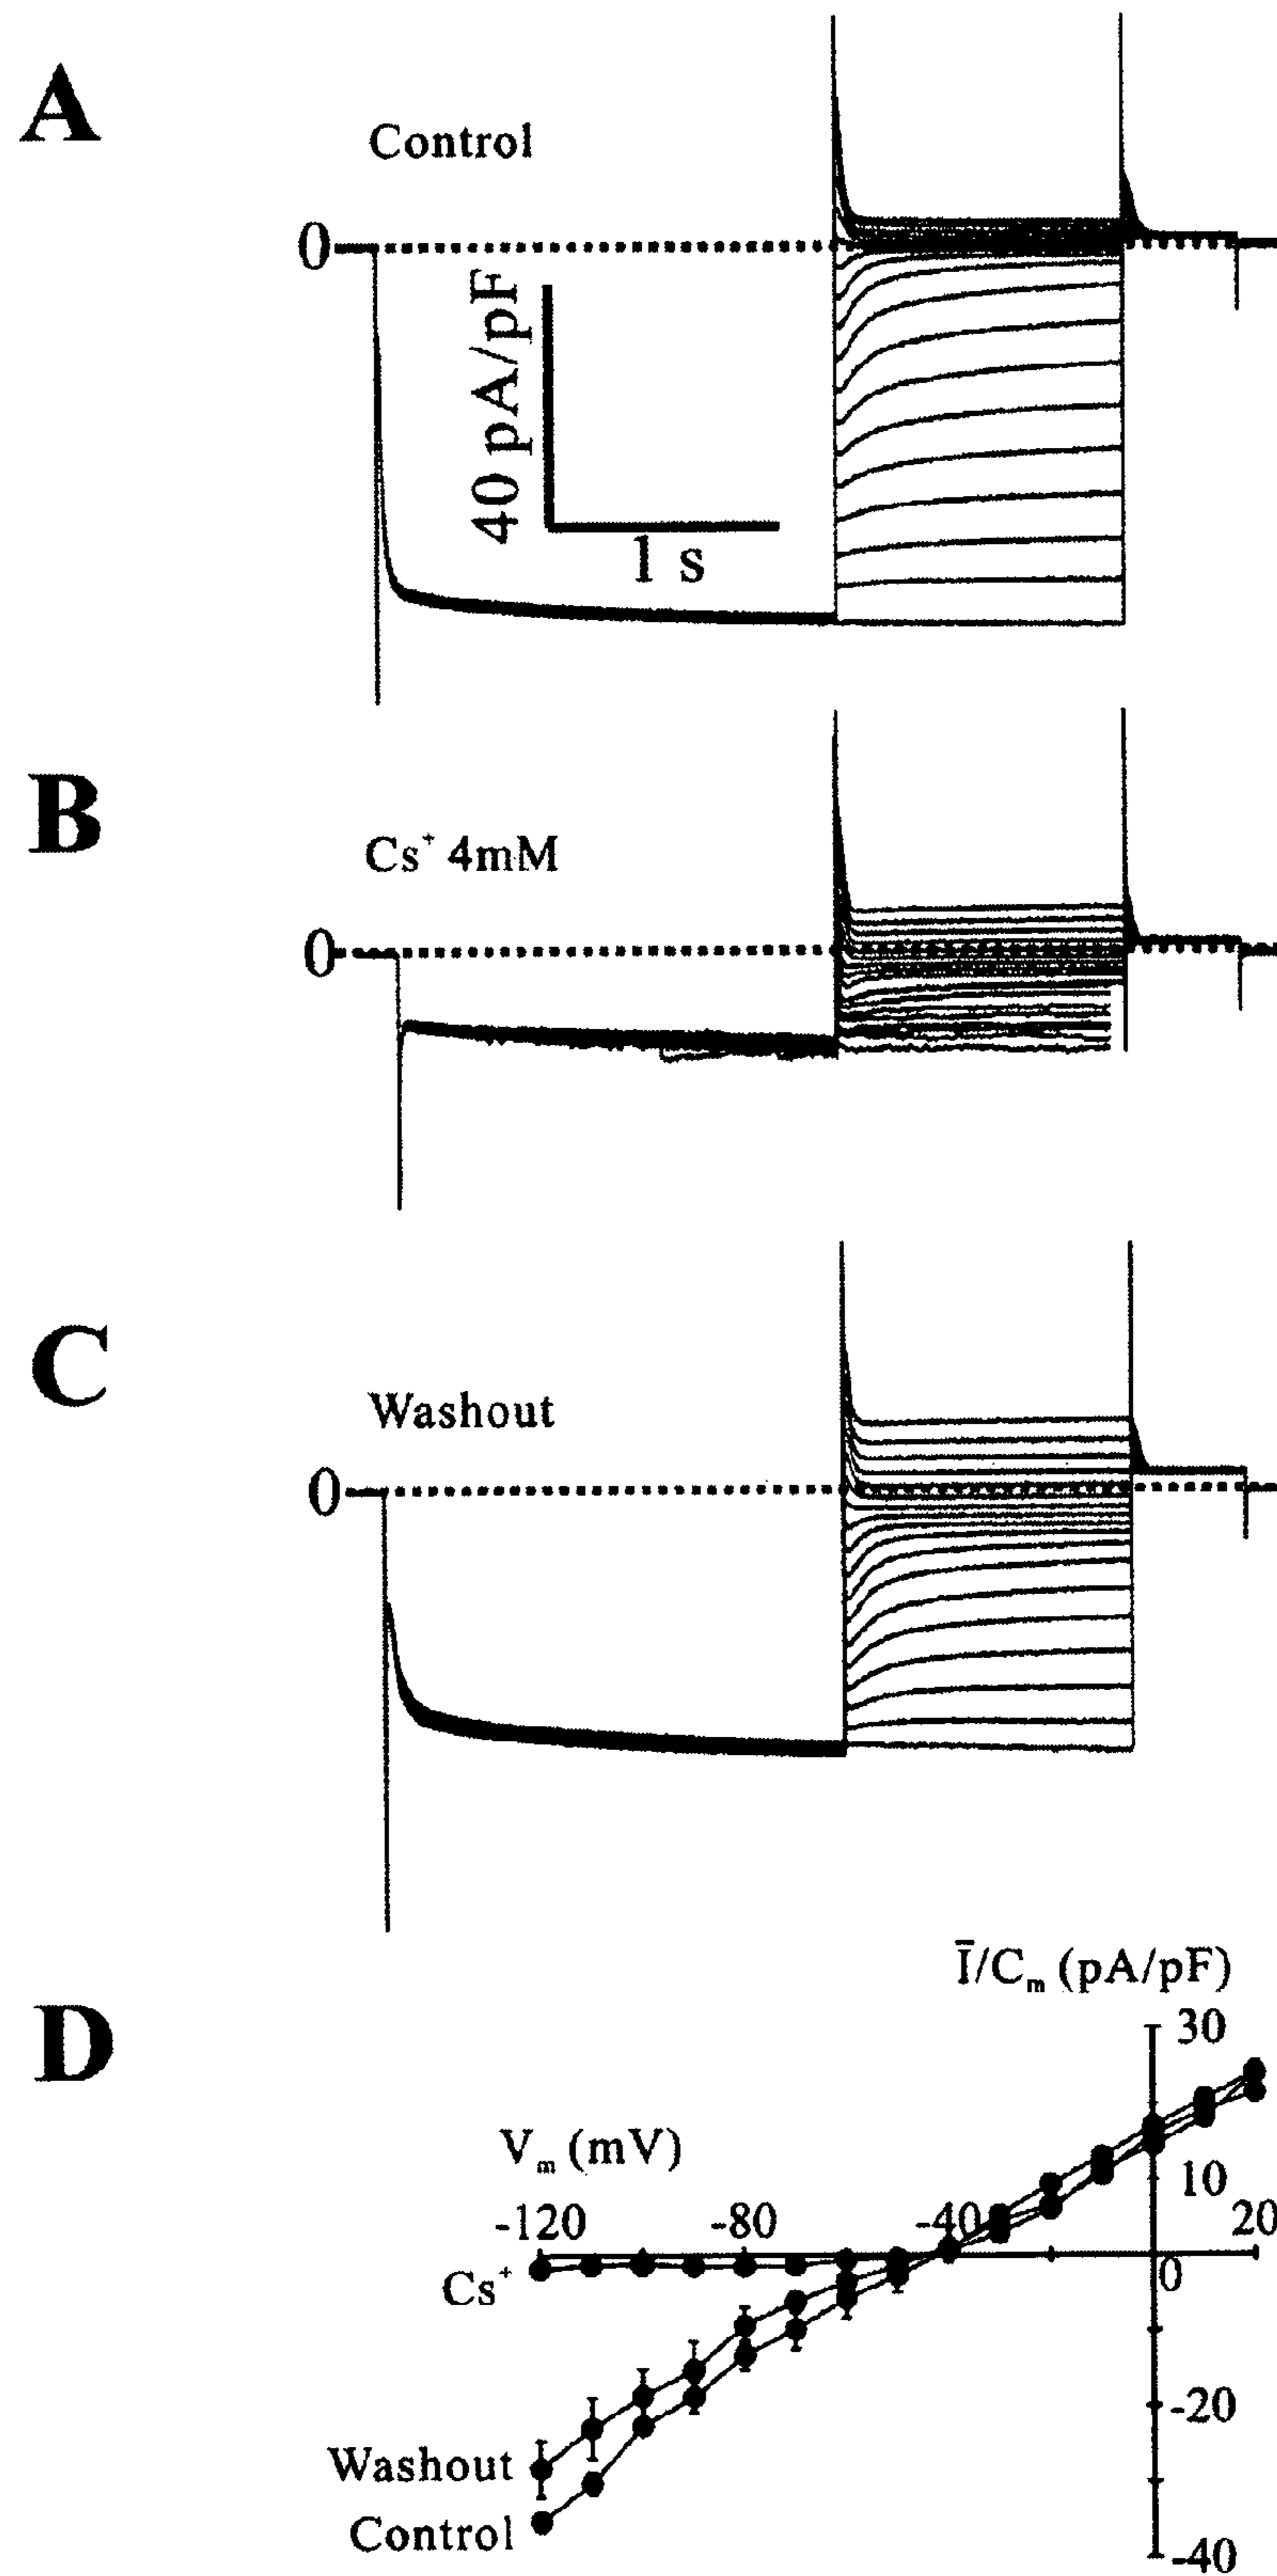 A
Control
0
40 pA/pF
1 s
B
Cs⁺ 4mM
0
C
Washout
0
D
Ī/Cₘ (pA/pF)
30
Vₘ (mV)
10
-120 -80 -40 20
Cs⁺ 0
-20
Washout
Control
-40